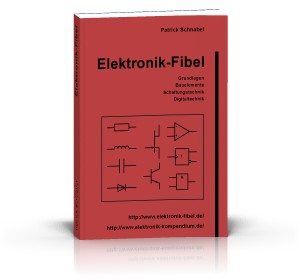 Patrick Schnabel
Elektronik-Fibel
Grundlagen
Bauelemente
Schaltungstechnik
Digitaltechnik
http://www.elektronik-fibel.de/
http://www.elektronik-kompendium.de/